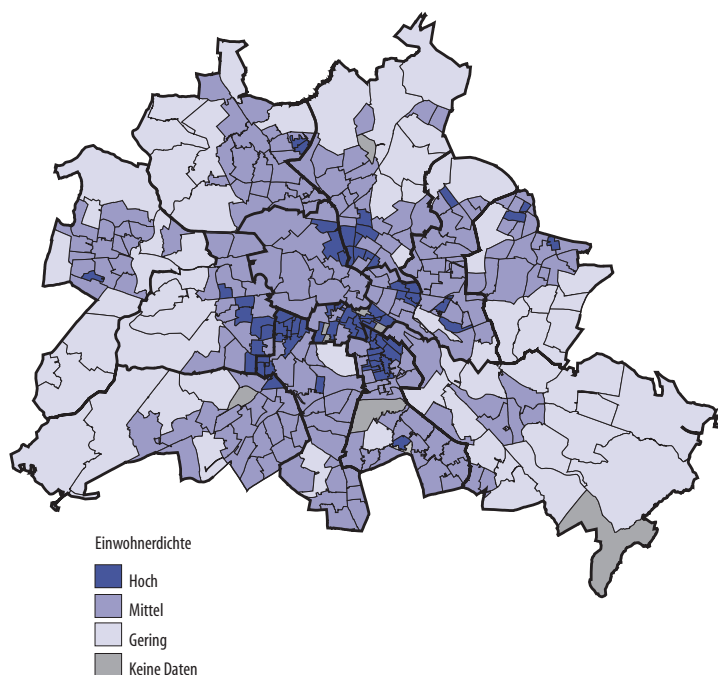 Einwohnerdichte
Hoch
Mittel
Gering
Keine Daten